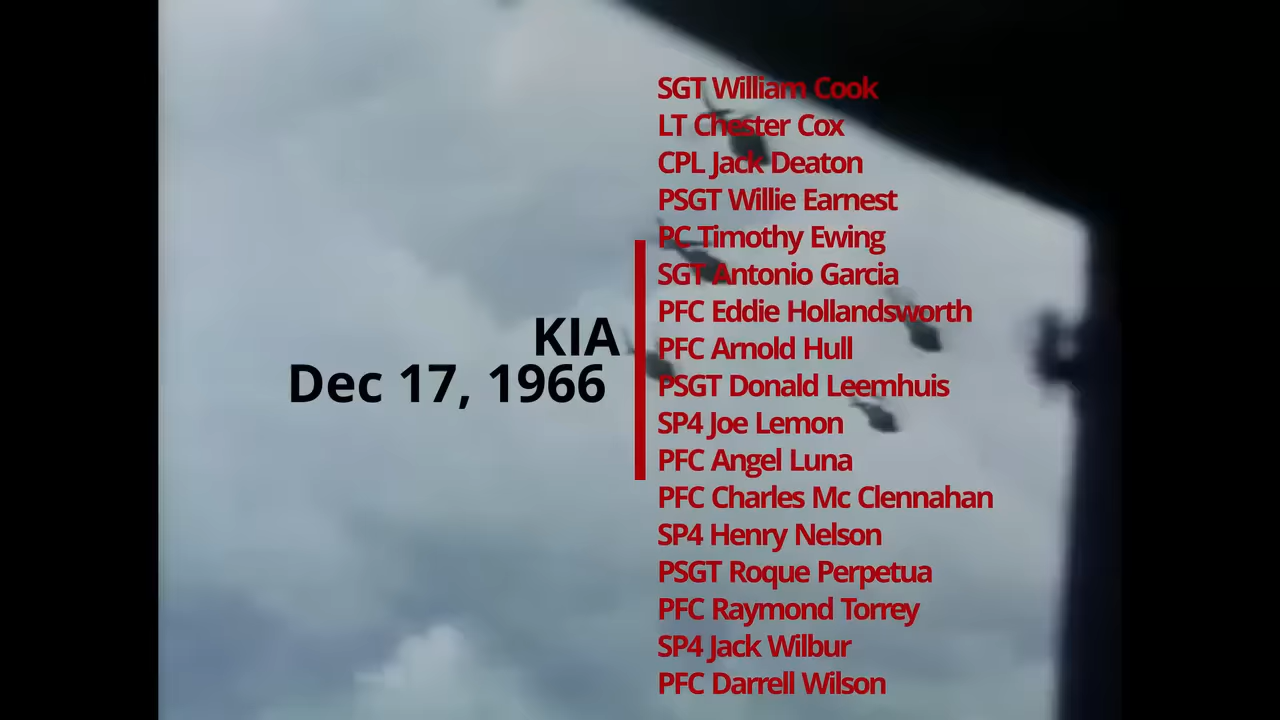 KIA
Dec 17, 1966
SGT William Cook
LT Chester Cox
CPL Jack Deaton
PSGT Willie Earnest
PC Timothy Ewing
SGT Antonio Garcia
PFC Eddie Hollandsworth
PFC Arnold Hull
PSGT Donald Leemhuis
SP4 Joe Lemon
PFC Angel Luna
PFC Charles Mc Clennahan
SP4 Henry Nelson
PSGT Roque Perpetua
PFC Raymond Torrey
SP4 Jack Wilbur
PFC Darrell Wilson